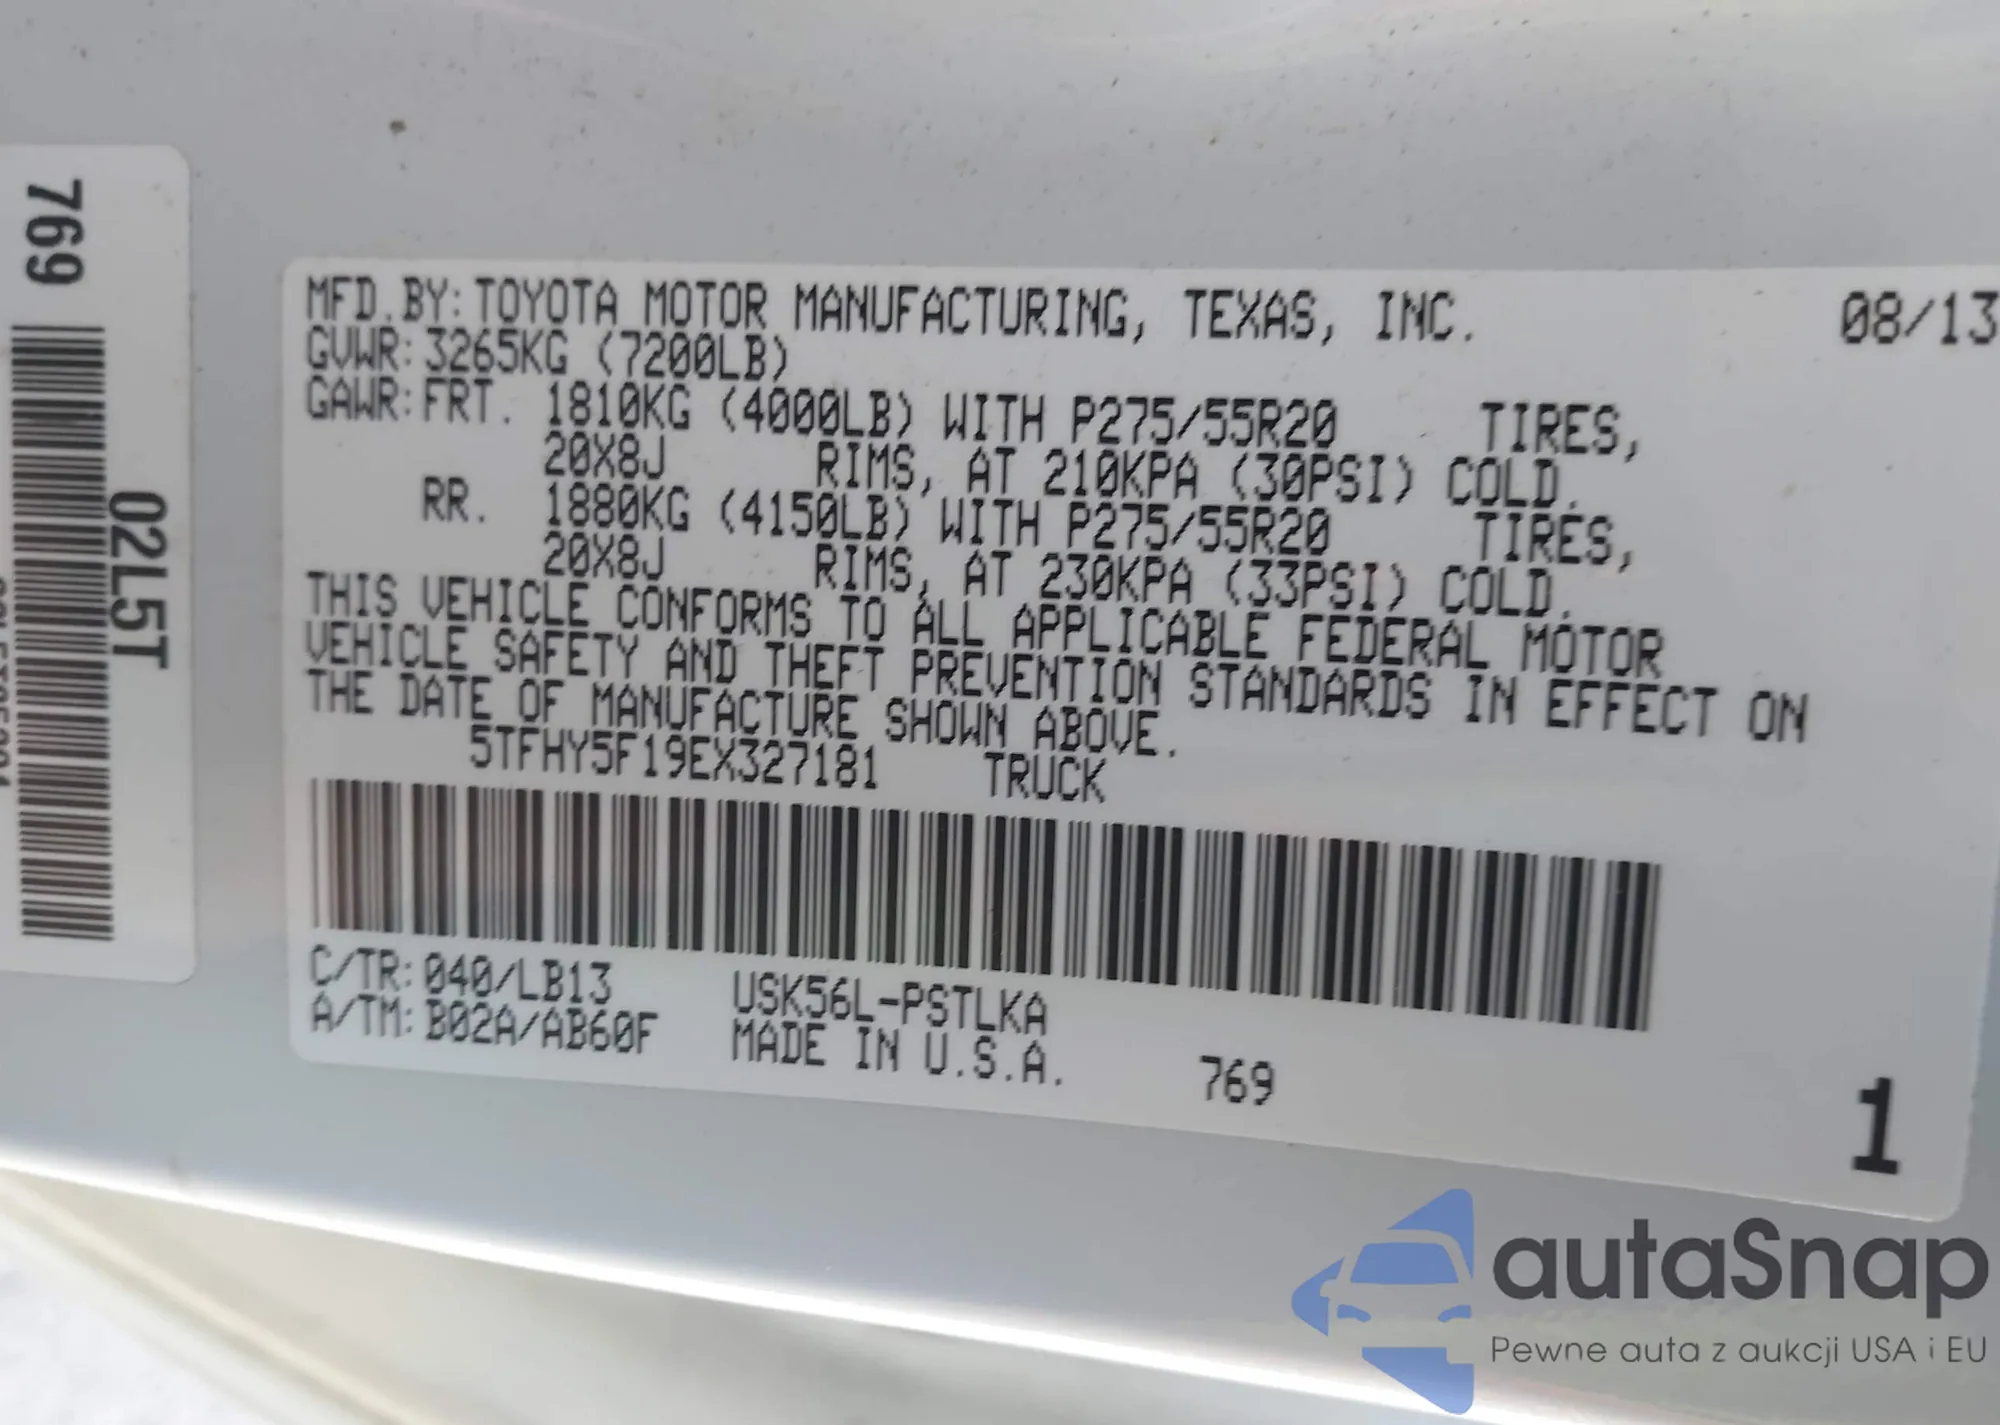 769
02L5T
MFD.BY:TOYOTA MOTOR MANUFACTURING, TEXAS, INC. 08/13
GVWR:3265KG (7200LB)
GAWR:FRT. 1810KG (4000LB) WITH P275/55R20 TIRES,
20X8J RIMS, AT 210KPA (30PSI) COLD.
RR. 1880KG (4150LB) WITH P275/55R20 TIRES,
20X8J RIMS, AT 230KPA (33PSI) COLD.
THIS VEHICLE CONFORMS TO ALL APPLICABLE FEDERAL MOTOR
VEHICLE SAFETY AND THEFT PREVENTION STANDARDS IN EFFECT ON
THE DATE OF MANUFACTURE SHOWN ABOVE.
5TFHY5F19EX327181 TRUCK
C/TR:040/LB13 USK56L-PSTLKA
A/TM:B02A/AB60F MADE IN U.S.A. 769
1
autaSnap
Pewne auta z aukcji USA i EU